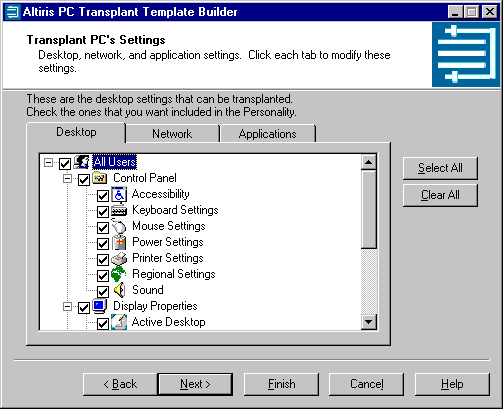 Altiris PC Transplant Template Builder
Transplant PC's Settings
Desktop, network, and application settings. Click each tab to modify these
settings.
These are the desktop settings that can be transplanted.
Check the ones that you want included in the Personality.
Desktop
Network
Applications
All Users
Control Panel
Accessibility
Keyboard Settings
Mouse Settings
Power Settings
Printer Settings
Regional Settings
Sound
Display Properties
Active Desktop
Select All
Clear All
< Back
Next >
Finish
Cancel
Help